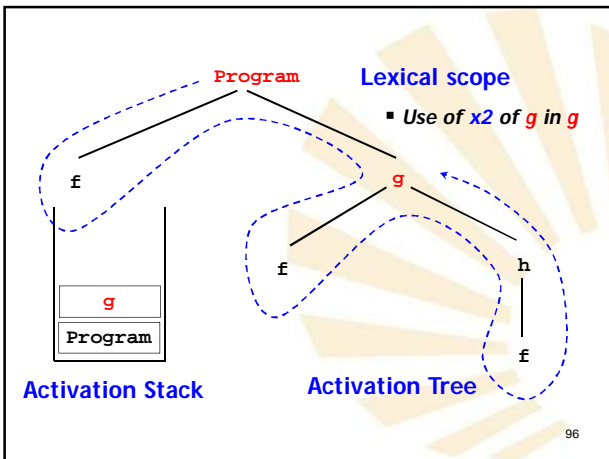 Program
Lexical scope
▪ Use of x2 of g in g
f
g
f
h
g
Program
f
Activation Stack
Activation Tree
96